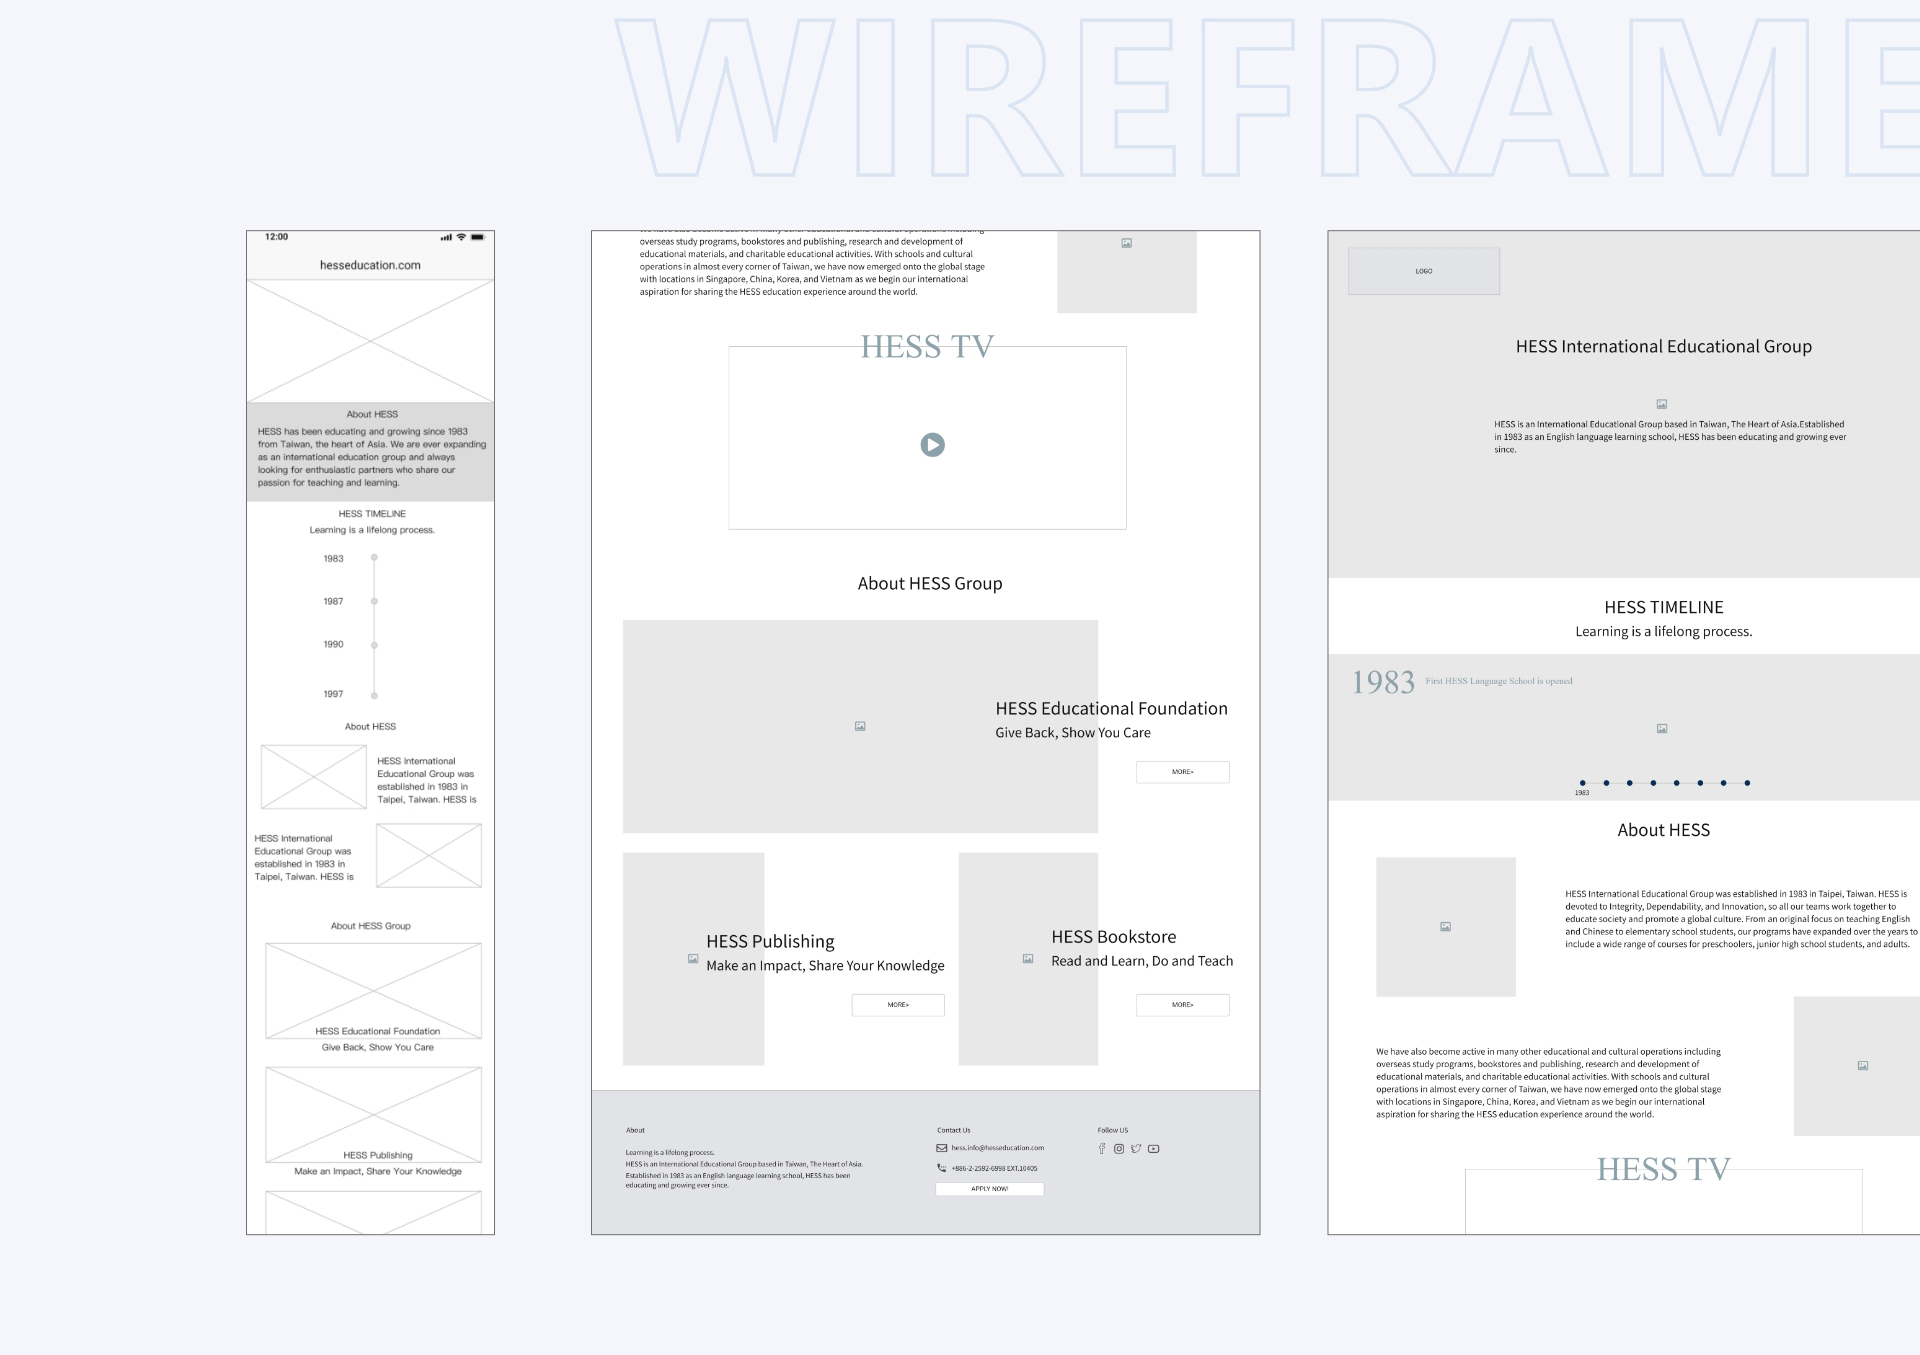 WIREFRAME
12:00
hesseducation.com
About HESS
HESS has been educating and growing since 1983
from Taiwan, the heart of Asia. We are ever expanding
as an international education group and always
looking for enthusiastic partners who share our
passion for teaching and learning.
HESS TIMELINE
Learning is a lifelong process.
1983
1987
1990
1997
About HESS
HESS International
Educational Group was
established in 1983 in
Taipei, Taiwan. HESS is
HESS International
Educational Group was
established in 1983 in
Taipei, Taiwan. HESS is
About HESS Group
HESS Educational Foundation
Give Back, Show You Care
HESS Publishing
Make an Impact, Share Your Knowledge
We have also become active in many other educational and cultural operations including
overseas study programs, bookstores and publishing, research and development of
educational materials, and charitable educational activities. With schools and cultural
operations in almost every corner of Taiwan, we have now emerged onto the global stage
with locations in Singapore, China, Korea, and Vietnam as we begin our international
aspiration for sharing the HESS education experience around the world.
HESS TV
About HESS Group
HESS Educational Foundation
Give Back, Show You Care
MORE>
HESS Publishing
Make an Impact, Share Your Knowledge
MORE>
HESS Bookstore
Read and Learn, Do and Teach
MORE>
About
Learning is a lifelong process.
HESS is an International Educational Group based in Taiwan, The Heart of Asia.
Established in 1983 as an English language learning school, HESS has been
educating and growing ever since.
Contact Us
hess.info@hesseducation.com
+886-2-2592-6998 EXT.10405
APPLY NOW!
Follow US
LOGO
HESS International Educational Group
HESS is an International Educational Group based in Taiwan, The Heart of Asia.Established
in 1983 as an English language learning school, HESS has been educating and growing ever
since.
HESS TIMELINE
Learning is a lifelong process.
1983 First HESS Language School is opened
1983
About HESS
HESS International Educational Group was established in 1983 in Taipei, Taiwan. HESS is
devoted to Integrity, Dependability, and Innovation, so all our teams work together to
educate society and promote a global culture. From an original focus on teaching English
and Chinese to elementary school students, our programs have expanded over the years to
include a wide range of courses for preschoolers, junior high school students, and adults.
We have also become active in many other educational and cultural operations including
overseas study programs, bookstores and publishing, research and development of
educational materials, and charitable educational activities. With schools and cultural
operations in almost every corner of Taiwan, we have now emerged onto the global stage
with locations in Singapore, China, Korea, and Vietnam as we begin our international
aspiration for sharing the HESS education experience around the world.
HESS TV